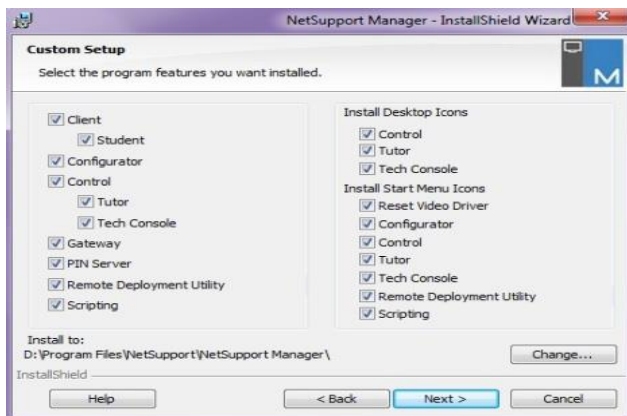 NetSupport Manager - InstallShield Wizard
Custom Setup
Select the program features you want installed.
M
Client
Student
Configurator
Control
Tutor
Tech Console
Gateway
PIN Server
Remote Deployment Utility
Scripting
Install Desktop Icons
Control
Tutor
Tech Console
Install Start Menu Icons
Reset Video Driver
Configurator
Control
Tutor
Tech Console
Remote Deployment Utility
Scripting
Install to:
D:\Program Files\NetSupport\NetSupport Manager\
Change...
InstallShield
Help
< Back
Next >
Cancel